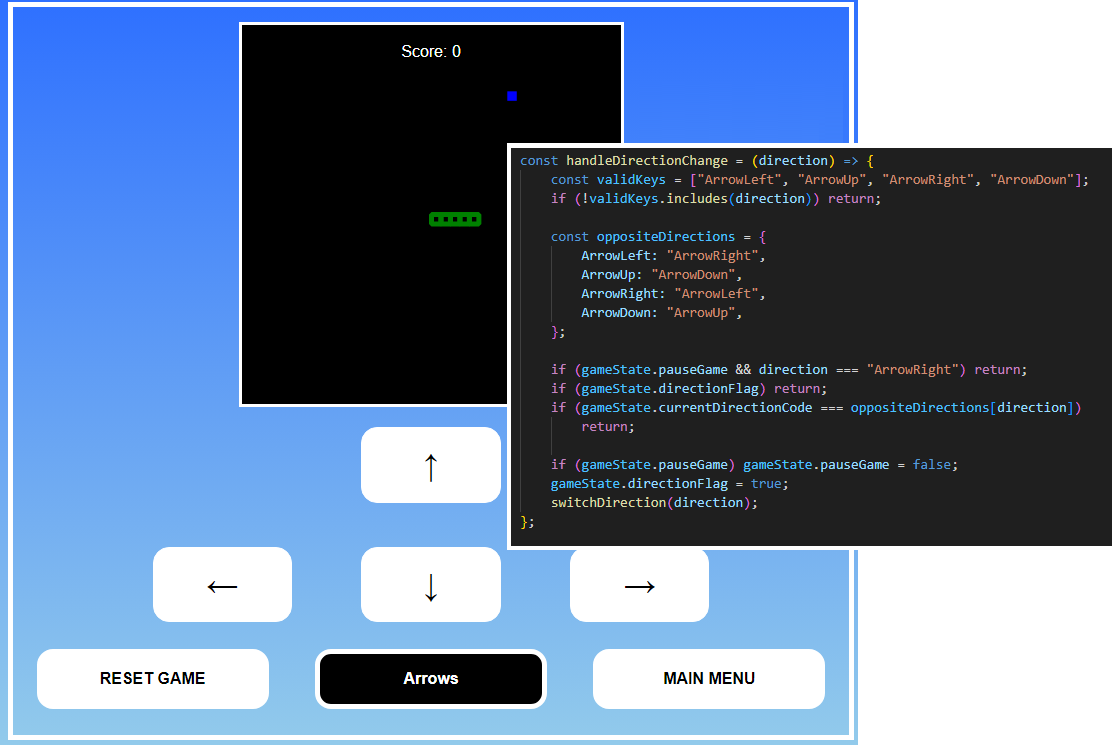 Score: 0
const handleDirectionChange = (direction) => {
const validKeys = ["ArrowLeft", "ArrowUp", "ArrowRight", "ArrowDown"];
if (!validKeys.includes(direction)) return;
const oppositeDirections = {
ArrowLeft: "ArrowRight",
ArrowUp: "ArrowDown",
ArrowRight: "ArrowLeft",
ArrowDown: "ArrowUp",
};
if (gameState.pauseGame && direction === "ArrowRight") return;
if (gameState.directionFlag) return;
if (gameState.currentDirectionCode === oppositeDirections[direction])
return;
if (gameState.pauseGame) gameState.pauseGame = false;
gameState.directionFlag = true;
switchDirection(direction);
};
↑
← ↓ →
RESET GAME Arrows MAIN MENU